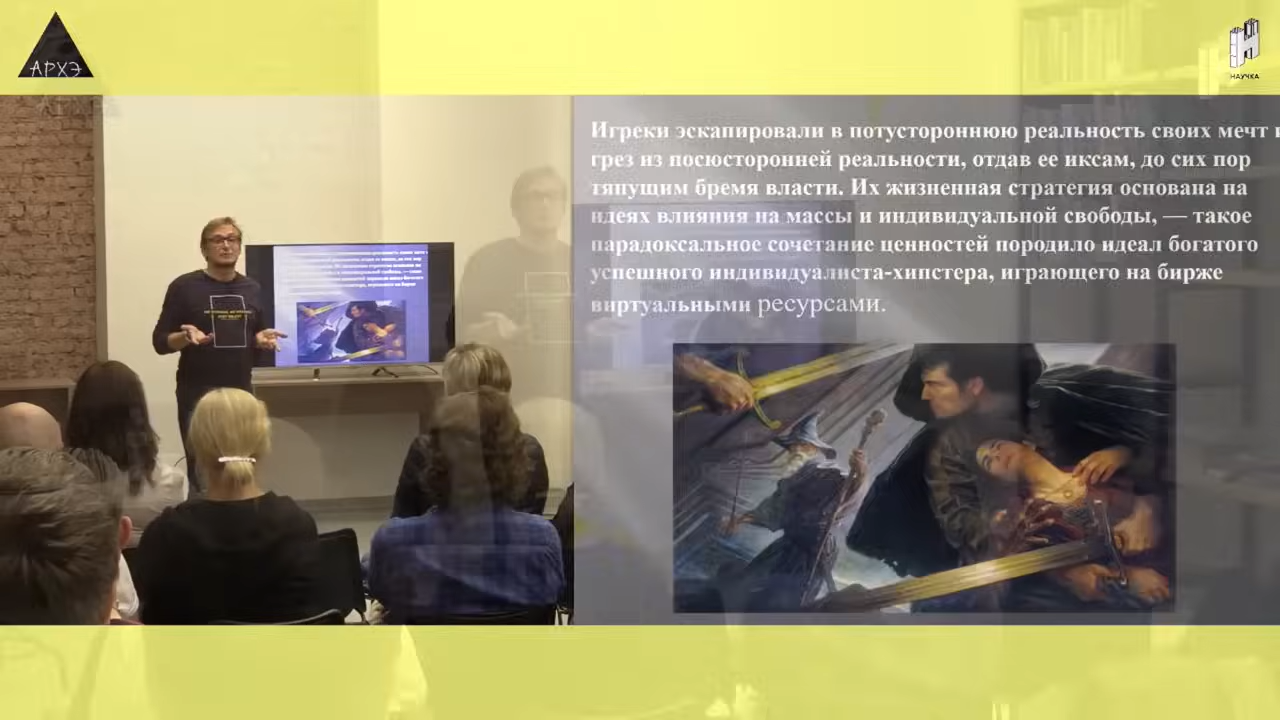 АРХЭ
НАУЧКА
Игреки эскапировали в потустороннюю реальность своих мечт и
грез из посюсторонней реальности, отдав ее иксам, до сих пор
тянущим бремя власти. Их жизненная стратегия основана на
идеях влияния на массы и индивидуальной свободы, — такое
парадоксальное сочетание ценностей породило идеал богатого
успешного индивидуалиста-хипстера, играющего на бирже
виртуальными ресурсами.